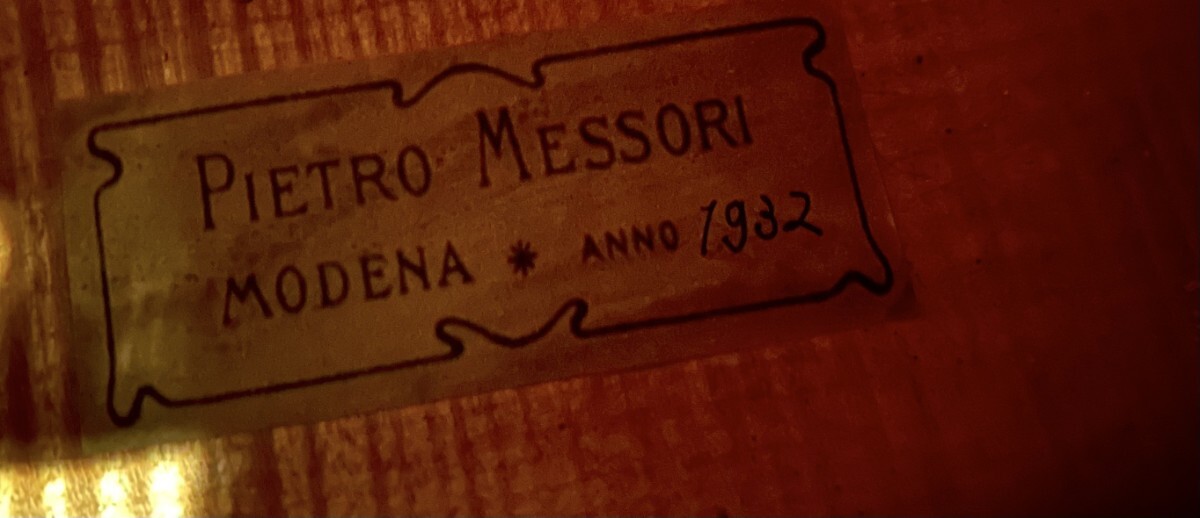 PIETRO MESSORI
MODENA * ANNO 1932